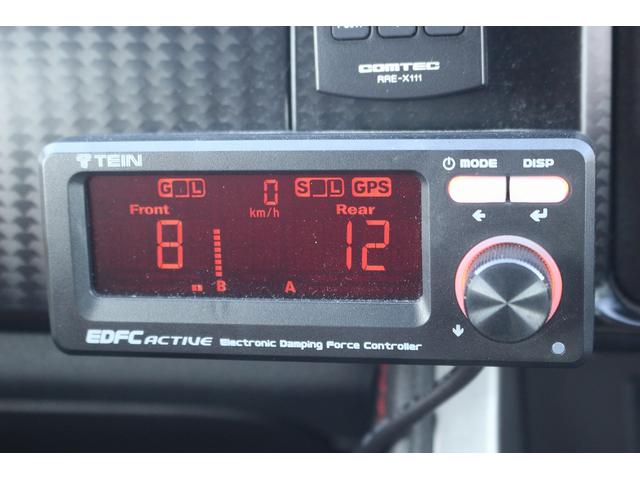 COMTEC
RRE-X111
TEIN
MODE DISP
G L 0 S L GPS
Front km/h Rear
8 12
B A
EDFC ACTIVE Electronic Damping Force Controller